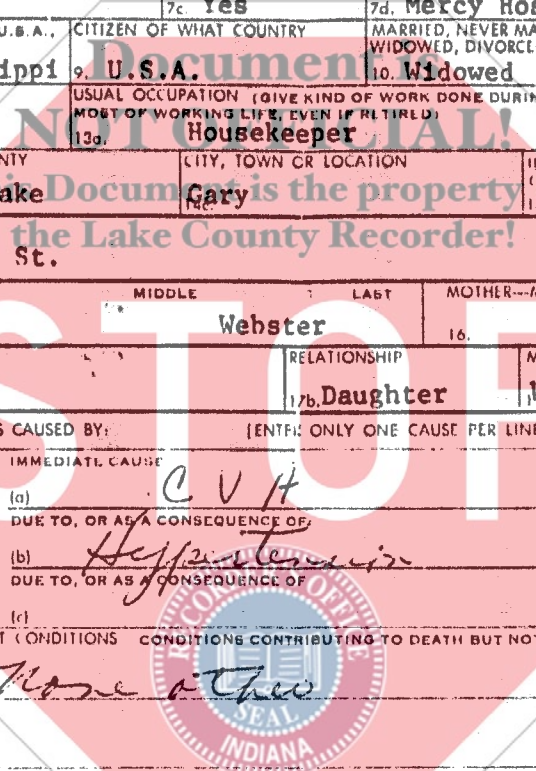 7c. Yes 7d. Mercy Hos
U.S.A., CITIZEN OF WHAT COUNTRY MARRIED, NEVER MA
WIDOWED, DIVORCE
ippi 9. U.S.A. 10. Widowed
Document is
USUAL OCCUPATION (GIVE KIND OF WORK DONE DURIN
MOST OF WORKING LIFE, EVEN IF RETIRED)
13a. Housekeeper
NOT OFFICIAL!
NTY CITY, TOWN OR LOCATION
ake Gary
14c.
Document is the property
the Lake County Recorder!
St.
MIDDLE LAST MOTHER---M
Webster 16.
STOP
RELATIONSHIP
17b. Daughter
S CAUSED BY: (ENTER ONLY ONE CAUSE PER LINE
IMMEDIATE CAUSE
(a) C V H
DUE TO, OR AS A CONSEQUENCE OF:
(b) Hypertension
DUE TO, OR AS A CONSEQUENCE OF
(c)
T CONDITIONS CONDITIONS CONTRIBUTING TO DEATH BUT NOT
None other
RECORDER'S OFFICE
SEAL
INDIANA